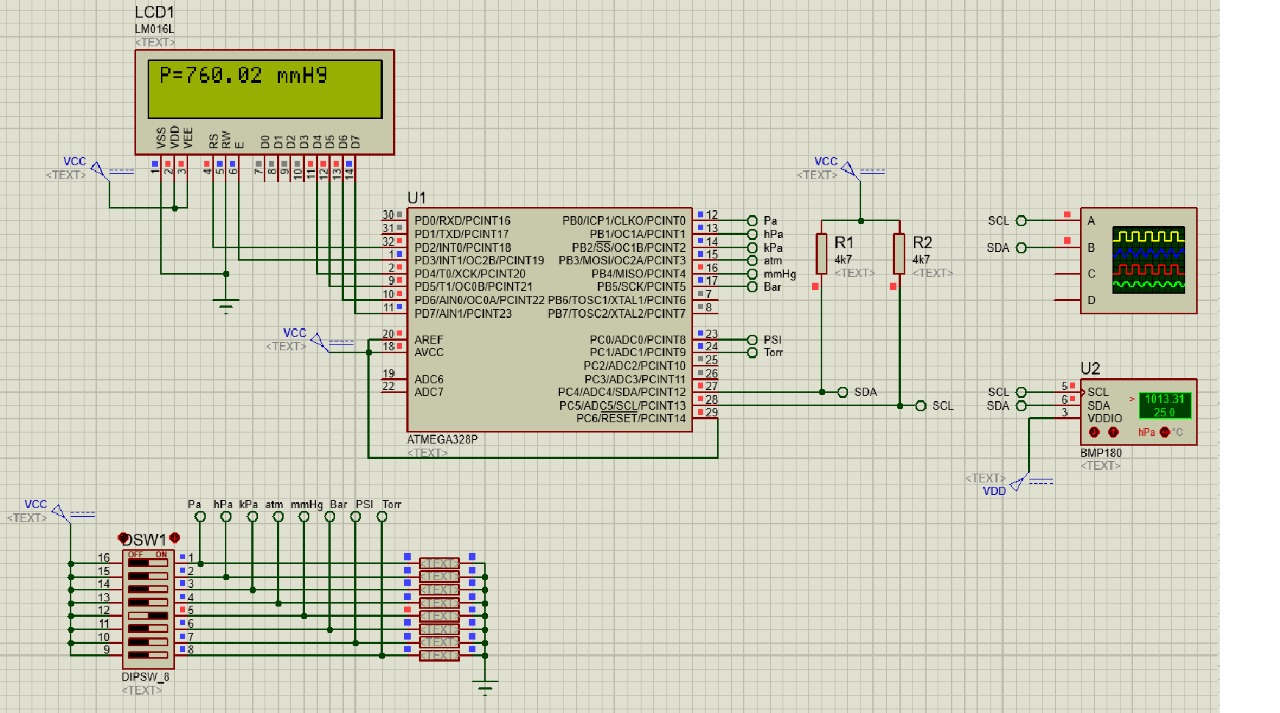 LCD1
LM016L
<TEXT>
P=760.02 mmHg
VSS VDD VEE RS RW E D0 D1 D2 D3 D4 D5 D6 D7
1 2 3 4 5 6 7 8 9 10 11 12 13 14
VCC
<TEXT>
U1
30 PD0/RXD/PCINT16
31 PD1/TXD/PCINT17
32 PD2/INT0/PCINT18
1 PD3/INT1/OC2B/PCINT19
2 PD4/T0/XCK/PCINT20
9 PD5/T1/OC0B/PCINT21
10 PD6/AIN0/OC0A/PCINT22
11 PD7/AIN1/PCINT23
20 AREF
18 AVCC
19 ADC6
22 ADC7
PB0/ICP1/CLKO/PCINT0 12 Pa
PB1/OC1A/PCINT1 13 hPa
PB2/SS/OC1B/PCINT2 14 kPa
PB3/MOSI/OC2A/PCINT3 15 atm
PB4/MISO/PCINT4 16 mmHg
PB5/SCK/PCINT5 17 Bar
PB6/TOSC1/XTAL1/PCINT6 7
PB7/TOSC2/XTAL2/PCINT7 8
PC0/ADC0/PCINT8 23 PSI
PC1/ADC1/PCINT9 24 Torr
PC2/ADC2/PCINT10 25
PC3/ADC3/PCINT11 26
PC4/ADC4/SDA/PCINT12 27 SDA
PC5/ADC5/SCL/PCINT13 28 SCL
PC6/RESET/PCINT14 29
ATMEGA328P
<TEXT>
VCC
<TEXT>
VCC
<TEXT>
R1
4k7
<TEXT>
R2
4k7
<TEXT>
SCL A
SDA B
C
D
U2
SCL 5 SCL
SDA 6 SDA
3 VDDIO
> 1013.31
25.0
hPa °C
BMP180
<TEXT>
<TEXT>
VDD
VCC
<TEXT>
Pa hPa kPa atm mmHg Bar PSI Torr
DSW1
OFF ON
16 1
15 2
14 3
13 4
12 5
11 6
10 7
9 8
<TEXT>
<TEXT>
<TEXT>
<TEXT>
<TEXT>
<TEXT>
<TEXT>
<TEXT>
DIPSW_8
<TEXT>